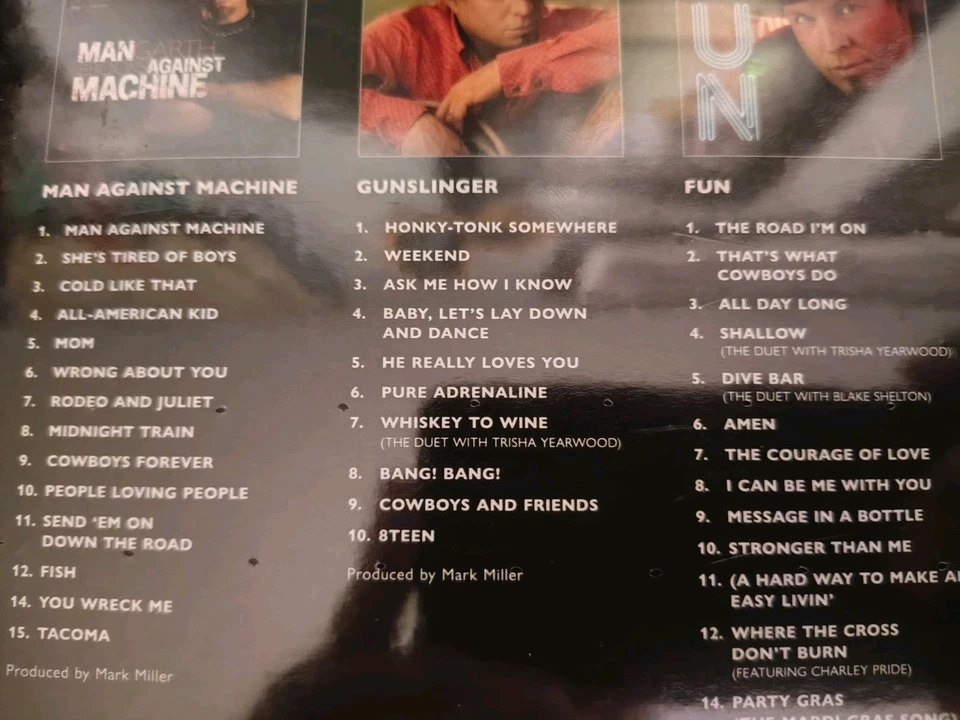 MAN GARTH
AGAINST
MACHINE
UN
MAN AGAINST MACHINE
1. MAN AGAINST MACHINE
2. SHE'S TIRED OF BOYS
3. COLD LIKE THAT
4. ALL-AMERICAN KID
5. MOM
6. WRONG ABOUT YOU
7. RODEO AND JULIET
8. MIDNIGHT TRAIN
9. COWBOYS FOREVER
10. PEOPLE LOVING PEOPLE
11. SEND 'EM ON
DOWN THE ROAD
12. FISH
14. YOU WRECK ME
15. TACOMA
Produced by Mark Miller
GUNSLINGER
1. HONKY-TONK SOMEWHERE
2. WEEKEND
3. ASK ME HOW I KNOW
4. BABY, LET'S LAY DOWN
AND DANCE
5. HE REALLY LOVES YOU
6. PURE ADRENALINE
7. WHISKEY TO WINE
(THE DUET WITH TRISHA YEARWOOD)
8. BANG! BANG!
9. COWBOYS AND FRIENDS
10. 8TEEN
Produced by Mark Miller
FUN
1. THE ROAD I'M ON
2. THAT'S WHAT
COWBOYS DO
3. ALL DAY LONG
4. SHALLOW
(THE DUET WITH TRISHA YEARWOOD)
5. DIVE BAR
(THE DUET WITH BLAKE SHELTON)
6. AMEN
7. THE COURAGE OF LOVE
8. I CAN BE ME WITH YOU
9. MESSAGE IN A BOTTLE
10. STRONGER THAN ME
11. (A HARD WAY TO MAKE AN
EASY LIVIN'
12. WHERE THE CROSS
DON'T BURN
(FEATURING CHARLEY PRIDE)
14. PARTY GRAS
(THE MARDI GRAS SONG)